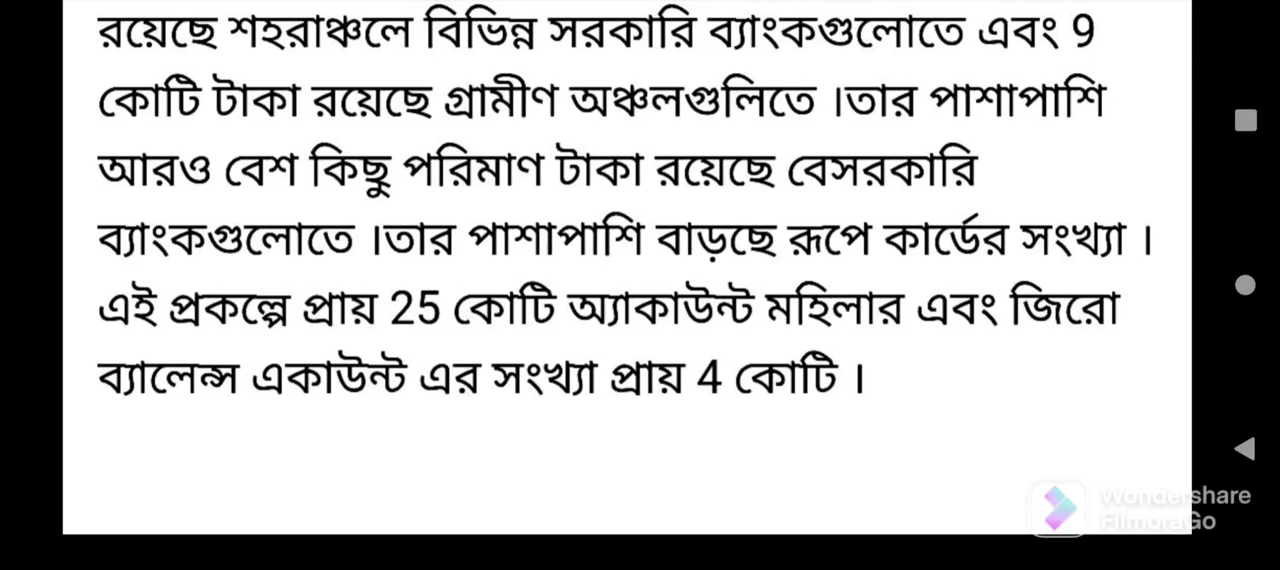 রয়েছে শহরাঞ্চলে বিভিন্ন সরকারি ব্যাংকগুলোতে এবং 9
কোটি টাকা রয়েছে গ্রামীণ অঞ্চলগুলিতে ।তার পাশাপাশি
আরও বেশ কিছু পরিমাণ টাকা রয়েছে বেসরকারি
ব্যাংকগুলোতে ।তার পাশাপাশি বাড়ছে রূপে কার্ডের সংখ্যা ।
এই প্রকল্পে প্রায় 25 কোটি অ্যাকাউন্ট মহিলার এবং জিরো
ব্যালেন্স একাউন্ট এর সংখ্যা প্রায় 4 কোটি ।
Wondershare
FilmoraGo